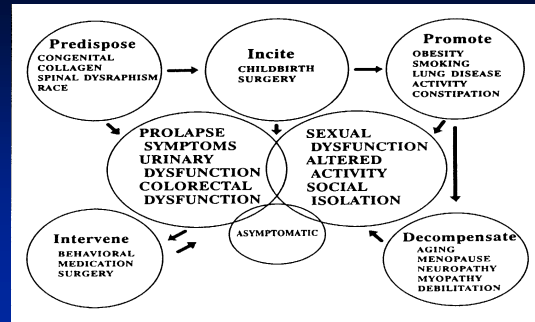 Predispose
CONGENITAL
COLLAGEN
SPINAL DYSRAPHISM
RACE
Incite
CHILDBIRTH
SURGERY
Promote
OBESITY
SMOKING
LUNG DISEASE
ACTIVITY
CONSTIPATION
PROLAPSE
SYMPTOMS
URINARY
DYSFUNCTION
COLORECTAL
DYSFUNCTION
SEXUAL
DYSFUNCTION
ALTERED
ACTIVITY
SOCIAL
ISOLATION
ASYMPTOMATIC
Intervene
BEHAVIORAL
MEDICATION
SURGERY
Decompensate
AGING
MENOPAUSE
NEUROPATHY
MYOPATHY
DEBILITATION